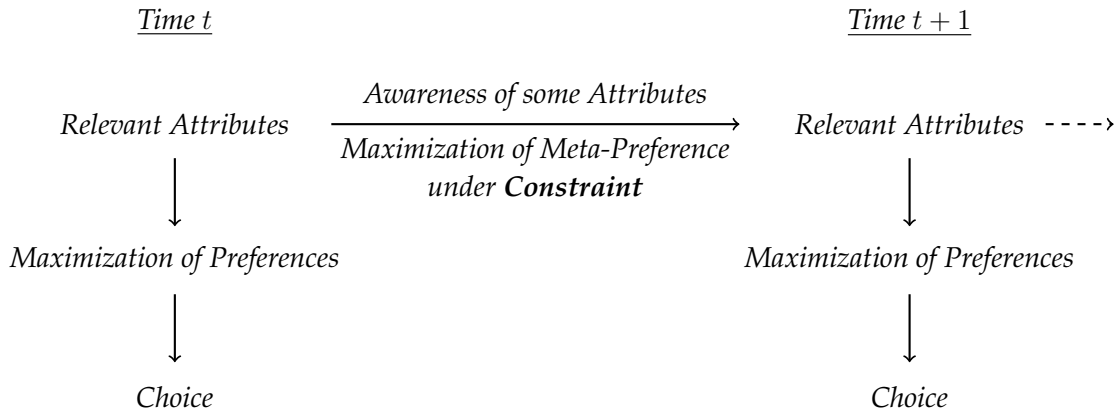 Time t
Time t + 1
Awareness of some Attributes
Relevant Attributes
Relevant Attributes
Maximization of Meta-Preference
under Constraint
Maximization of Preferences
Maximization of Preferences
Choice
Choice